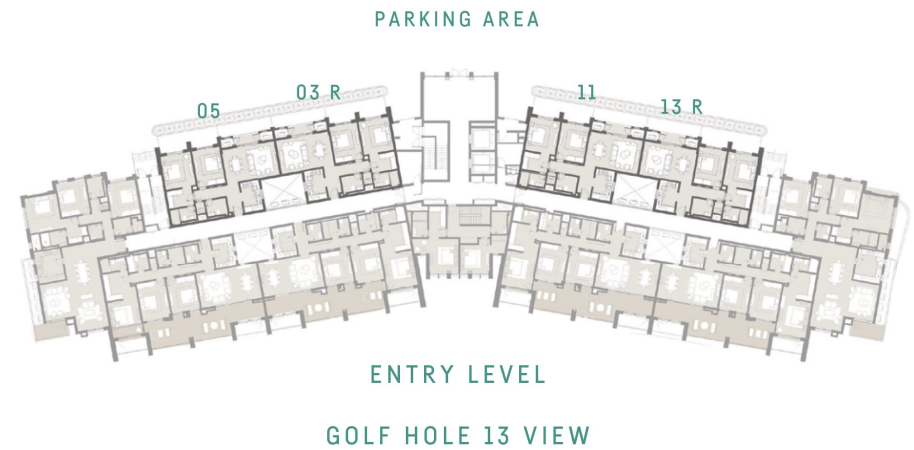 PARKING AREA
05
03 R
11
13 R
ENTRY LEVEL
GOLF HOLE 13 VIEW